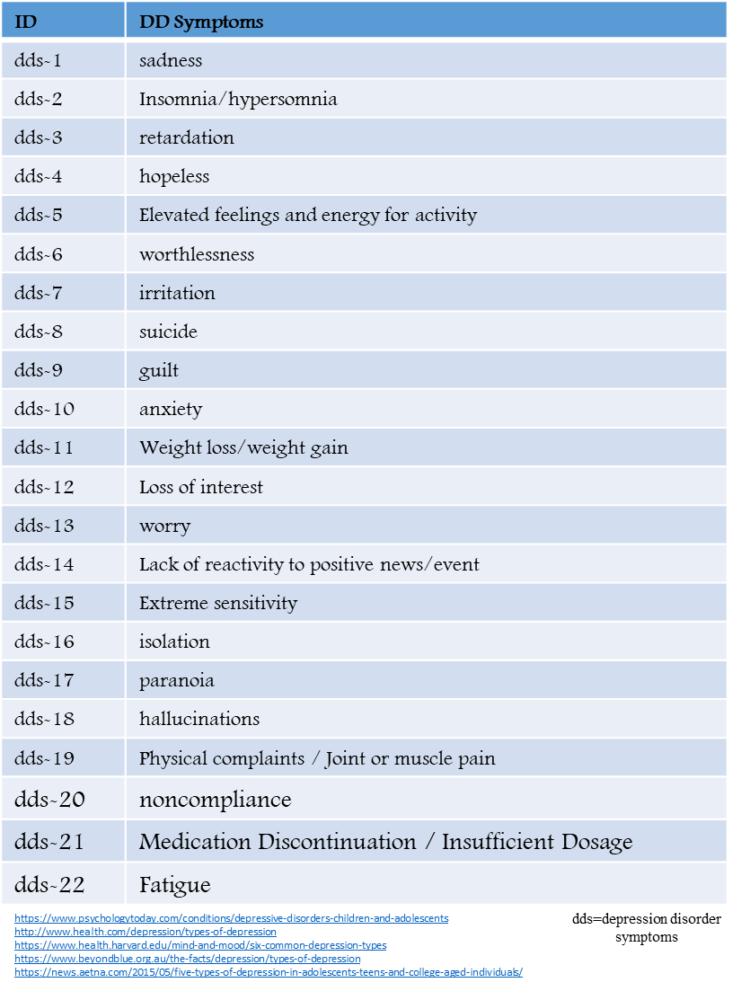 ID DD Symptoms
dds~1 sadness
dds~2 Insomnia/hypersomnia
dds~3 retardation
dds~4 hopeless
dds~5 Elevated feelings and energy for activity
dds~6 worthlessness
dds~7 irritation
dds~8 suicide
dds~9 guilt
dds~10 anxiety
dds~11 Weight loss/weight gain
dds~12 Loss of interest
dds~13 worry
dds~14 Lack of reactivity to positive news/event
dds~15 Extreme sensitivity
dds~16 isolation
dds~17 paranoia
dds~18 hallucinations
dds~19 Physical complaints / Joint or muscle pain
dds~20 noncompliance
dds~21 Medication Discontinuation / Insufficient Dosage
dds~22 Fatigue
https://www.psychologytoday.com/conditions/depressive-disorders-children-and-adolescents
http://www.health.com/depression/types-of-depression
https://www.health.harvard.edu/mind-and-mood/six-common-depression-types
https://www.beyondblue.org.au/the-facts/depression/types-of-depression
https://news.aetna.com/2015/05/five-types-of-depression-in-adolescents-teens-and-college-aged-individuals/
dds=depression disorder
symptoms